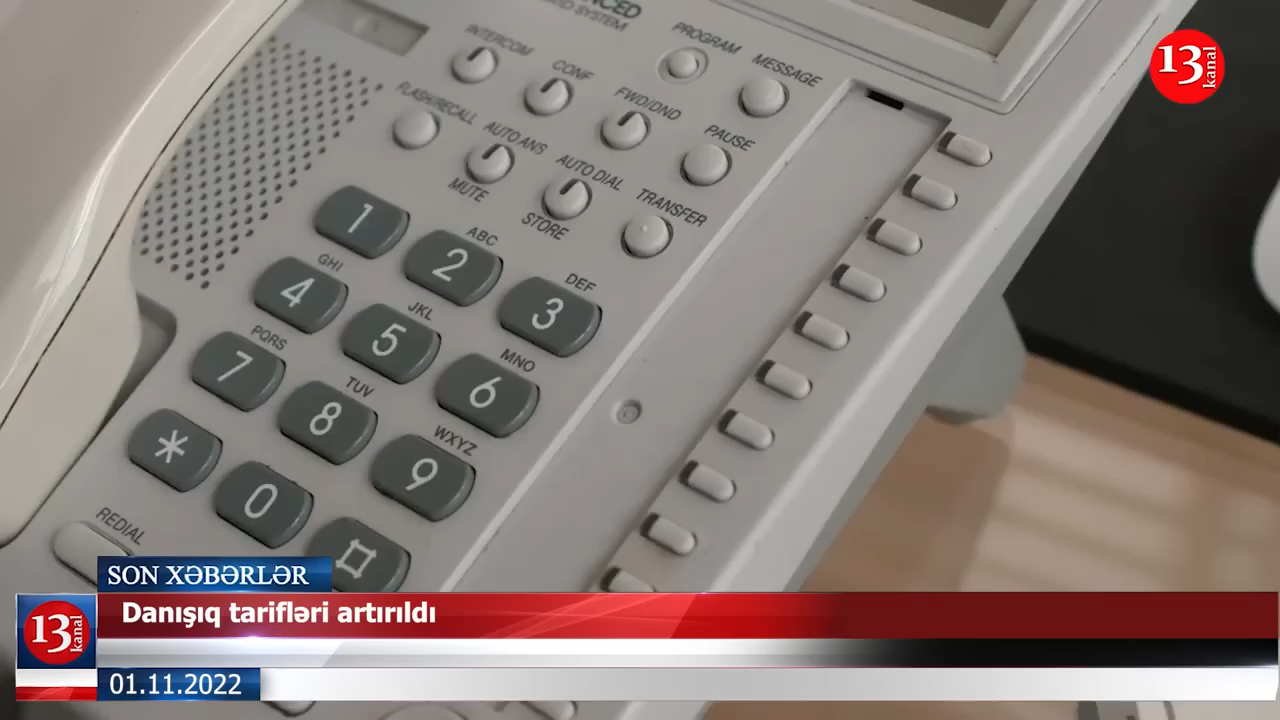 SYSTEM
INTERCOM
PROGRAM
CONF
MESSAGE
13
kanal
FLASH/RECALL
FWD/DND
AUTO ANS
PAUSE
MUTE
AUTO DIAL
STORE
TRANSFER
1
ABC
2
DEF
3
GHI
4
JKL
5
MNO
6
PQRS
7
TUV
8
WXYZ
9
*
0
REDIAL
SON XƏBƏRLƏR
Danışıq tarifləri artırıldı
13
kanal
01.11.2022